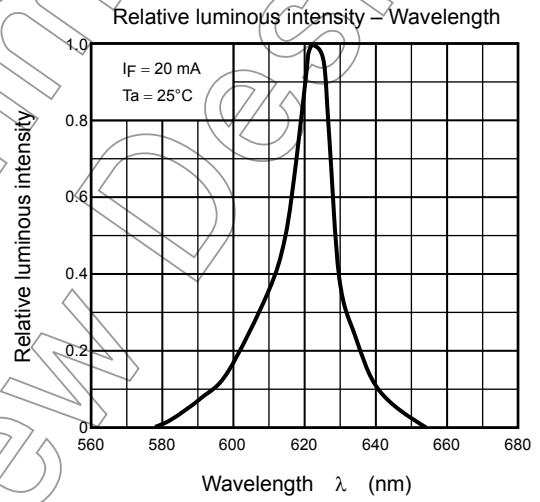 Relative luminous intensity – Wavelength
IF = 20 mA
Ta = 25°C
Relative luminous intensity
1.0
0.8
0.6
0.4
0.2
0
560 580 600 620 640 660 680
Wavelength λ (nm)